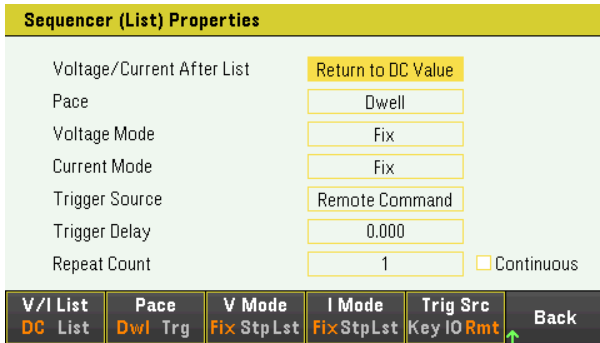 Sequencer (List) Properties
Voltage/Current After List Return to DC Value
Pace Dwell
Voltage Mode Fix
Current Mode Fix
Trigger Source Remote Command
Trigger Delay 0.000
Repeat Count 1 Continuous
V/I List Pace V Mode I Mode Trig Src Back
DC List Dwl Trg Fix Stp Lst Fix Stp Lst Key IO Rmt